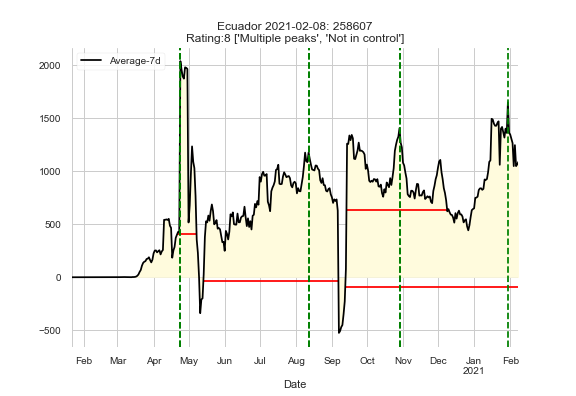 Ecuador 2021-02-08: 258607
Rating:8 ['Multiple peaks', 'Not in control']
Average-7d
2000
1500
1000
500
0
−500
Feb Mar Apr May Jun Jul Aug Sep Oct Nov Dec Jan Feb
2021
Date